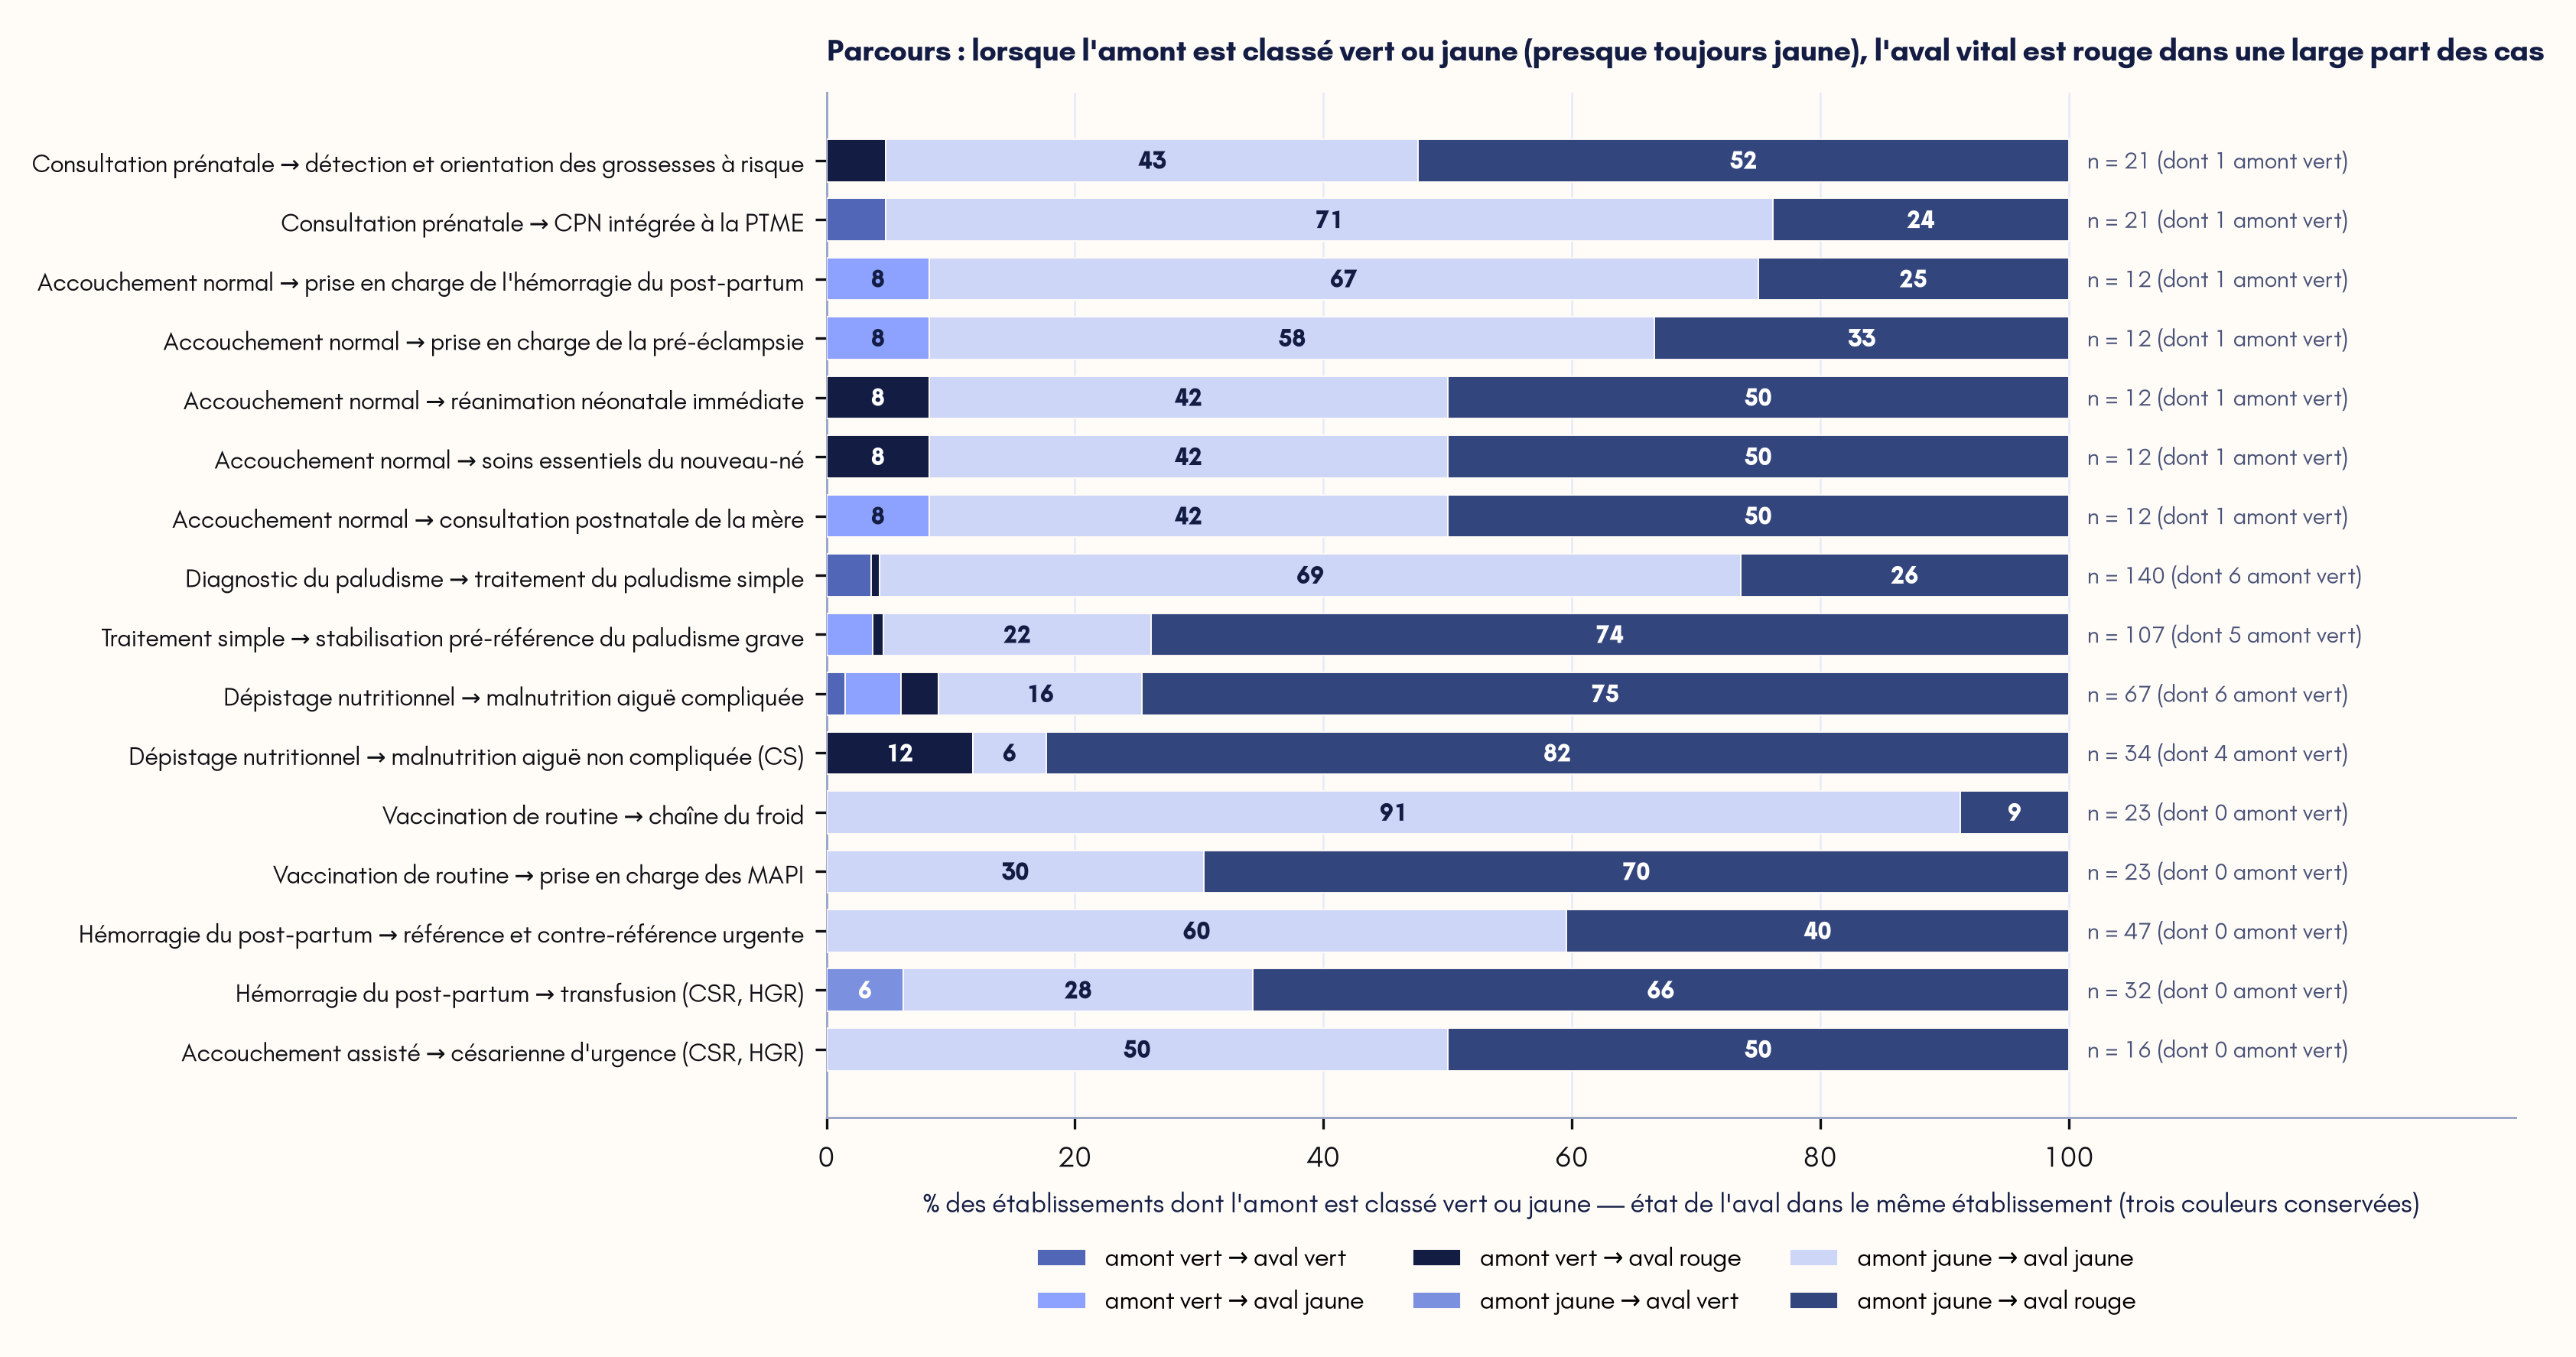 Parcours : lorsque l'amont est classé vert ou jaune (presque toujours jaune), l'aval vital est rouge dans une large part des cas
Consultation prénatale → détection et orientation des grossesses à risque 43 52 n = 21 (dont 1 amont vert)
Consultation prénatale → CPN intégrée à la PTME 71 24 n = 21 (dont 1 amont vert)
Accouchement normal → prise en charge de l'hémorragie du post-partum 8 67 25 n = 12 (dont 1 amont vert)
Accouchement normal → prise en charge de la pré-éclampsie 8 58 33 n = 12 (dont 1 amont vert)
Accouchement normal → réanimation néonatale immédiate 8 42 50 n = 12 (dont 1 amont vert)
Accouchement normal → soins essentiels du nouveau-né 8 42 50 n = 12 (dont 1 amont vert)
Accouchement normal → consultation postnatale de la mère 8 42 50 n = 12 (dont 1 amont vert)
Diagnostic du paludisme → traitement du paludisme simple 69 26 n = 140 (dont 6 amont vert)
Traitement simple → stabilisation pré-référence du paludisme grave 22 74 n = 107 (dont 5 amont vert)
Dépistage nutritionnel → malnutrition aiguë compliquée 16 75 n = 67 (dont 6 amont vert)
Dépistage nutritionnel → malnutrition aiguë non compliquée (CS) 12 6 82 n = 34 (dont 4 amont vert)
Vaccination de routine → chaîne du froid 91 9 n = 23 (dont 0 amont vert)
Vaccination de routine → prise en charge des MAPI 30 70 n = 23 (dont 0 amont vert)
Hémorragie du post-partum → référence et contre-référence urgente 60 40 n = 47 (dont 0 amont vert)
Hémorragie du post-partum → transfusion (CSR, HGR) 6 28 66 n = 32 (dont 0 amont vert)
Accouchement assisté → césarienne d'urgence (CSR, HGR) 50 50 n = 16 (dont 0 amont vert)
0 20 40 60 80 100
% des établissements dont l'amont est classé vert ou jaune — état de l'aval dans le même établissement (trois couleurs conservées)
amont vert → aval vert amont vert → aval rouge amont jaune → aval jaune
amont vert → aval jaune amont jaune → aval vert amont jaune → aval rouge